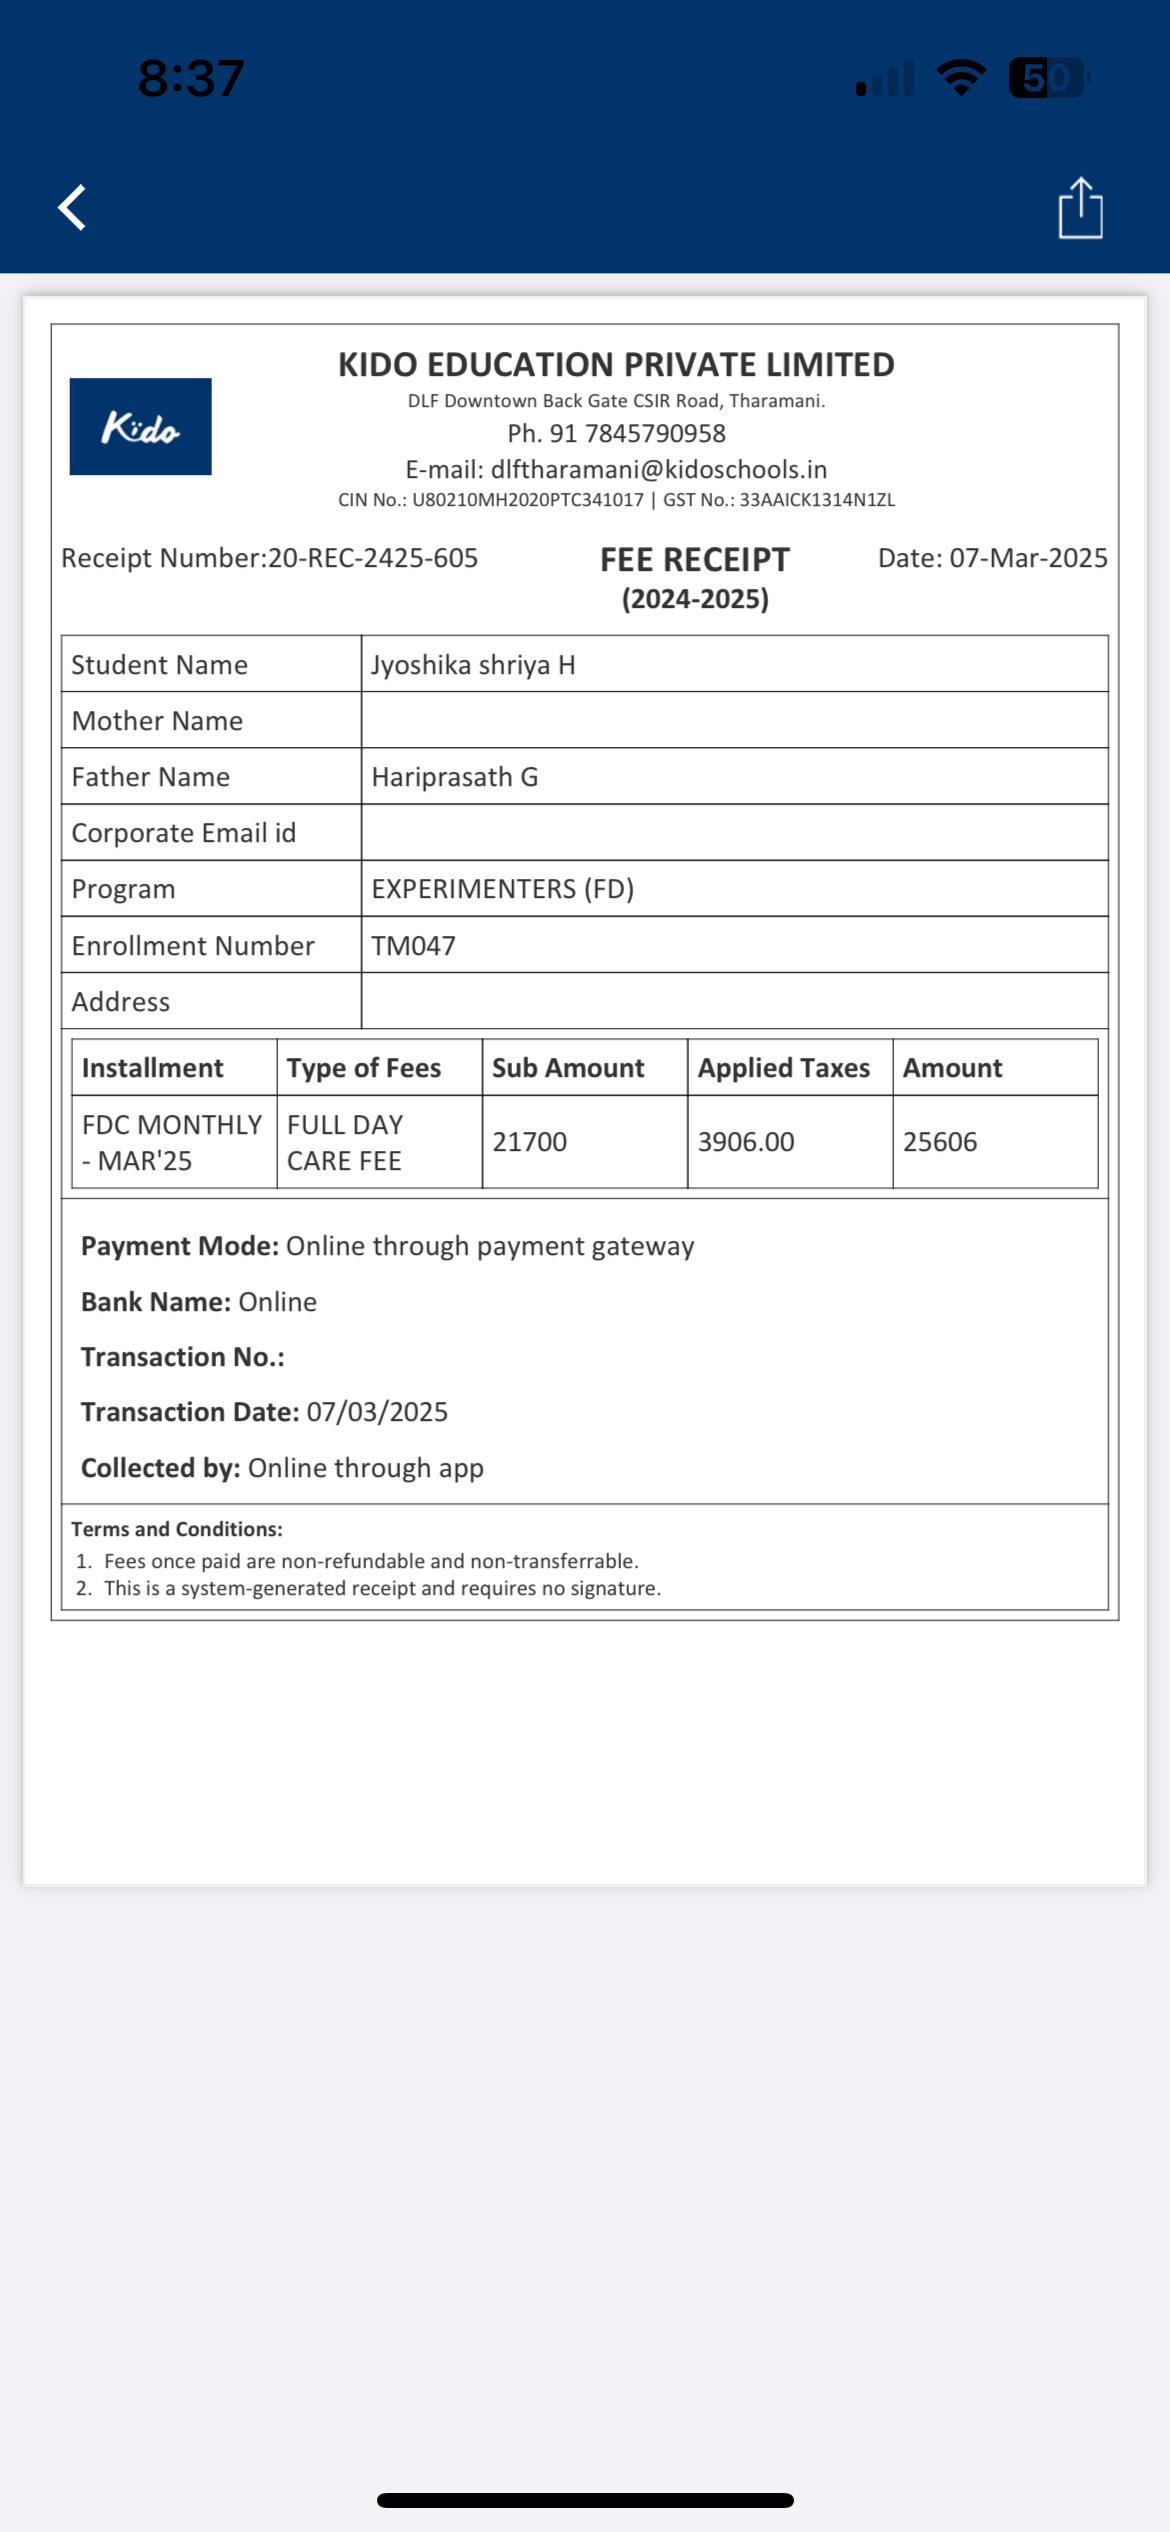 8:37
50
KIDO EDUCATION PRIVATE LIMITED
Kïdo
DLF Downtown Back Gate CSIR Road, Tharamani.
Ph. 91 7845790958
E-mail: dlftharamani@kidoschools.in
CIN No.: U80210MH2020PTC341017 | GST No.: 33AAICK1314N1ZL
Receipt Number:20-REC-2425-605 FEE RECEIPT Date: 07-Mar-2025
(2024-2025)
Student Name Jyoshika shriya H
Mother Name
Father Name Hariprasath G
Corporate Email id
Program EXPERIMENTERS (FD)
Enrollment Number TM047
Address
Installment Type of Fees Sub Amount Applied Taxes Amount
FDC MONTHLY FULL DAY
- MAR'25 CARE FEE 21700 3906.00 25606
Payment Mode: Online through payment gateway
Bank Name: Online
Transaction No.:
Transaction Date: 07/03/2025
Collected by: Online through app
Terms and Conditions:
1. Fees once paid are non-refundable and non-transferrable.
2. This is a system-generated receipt and requires no signature.